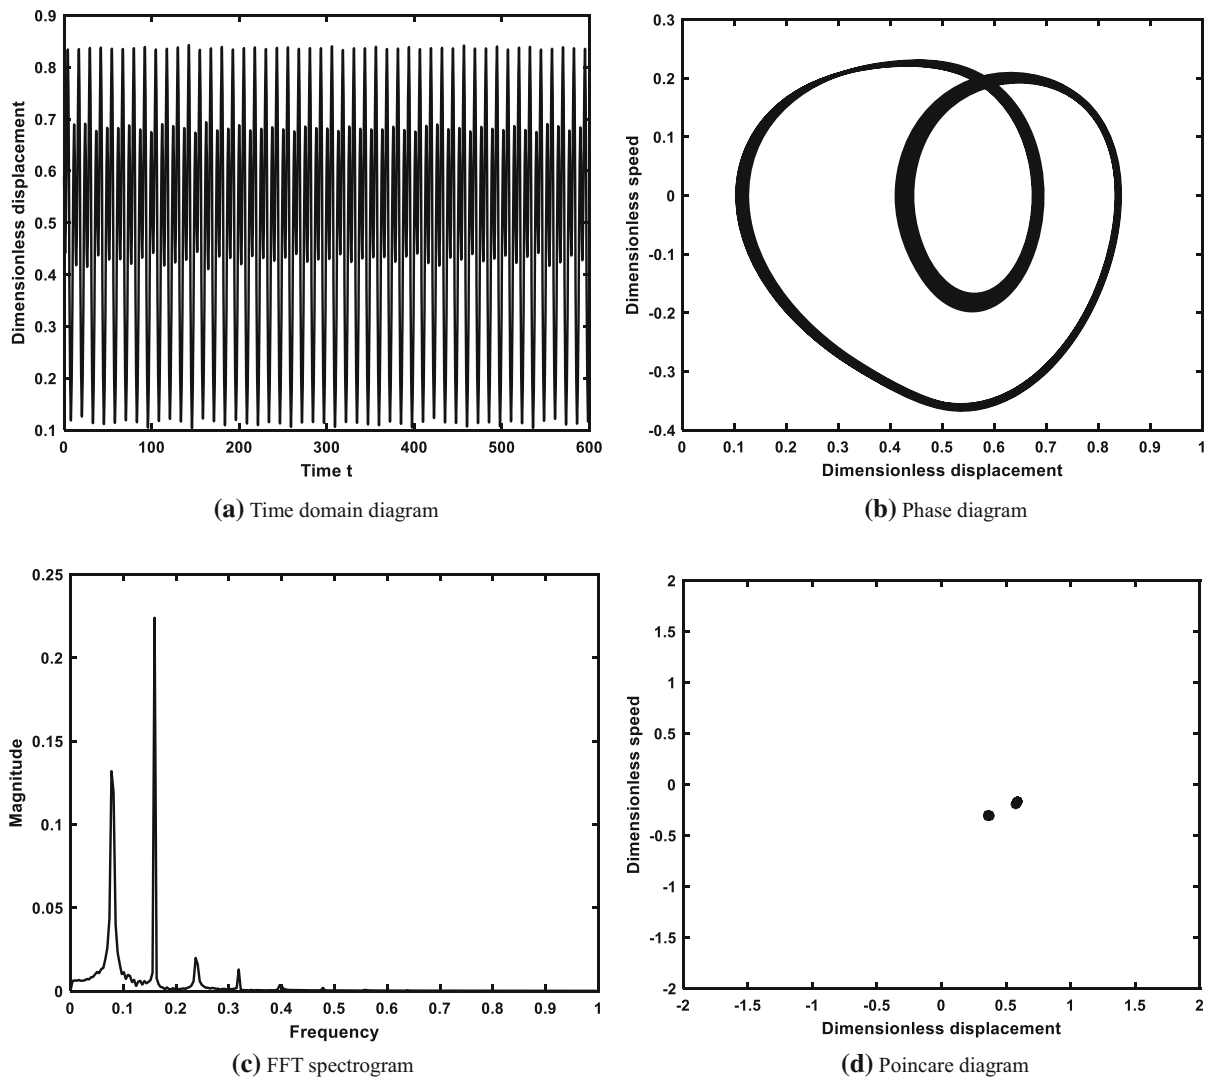 0.9
0.8
0.7
0.6
0.5
0.4
0.3
0.2
0.1
Dimensionless displacement
0 100 200 300 400 500 600
Time t
(a) Time domain diagram
0.3
0.2
0.1
0
-0.1
-0.2
-0.3
-0.4
Dimensionless speed
0 0.1 0.2 0.3 0.4 0.5 0.6 0.7 0.8 0.9 1
Dimensionless displacement
(b) Phase diagram
0.25
0.2
0.15
0.1
0.05
0
Magnitude
0 0.1 0.2 0.3 0.4 0.5 0.6 0.7 0.8 0.9 1
Frequency
(c) FFT spectrogram
2
1.5
1
0.5
0
-0.5
-1
-1.5
-2
Dimensionless speed
-2 -1 -0.5 0 0.5 1 1.5 2
Dimensionless displacement
(d) Poincare diagram